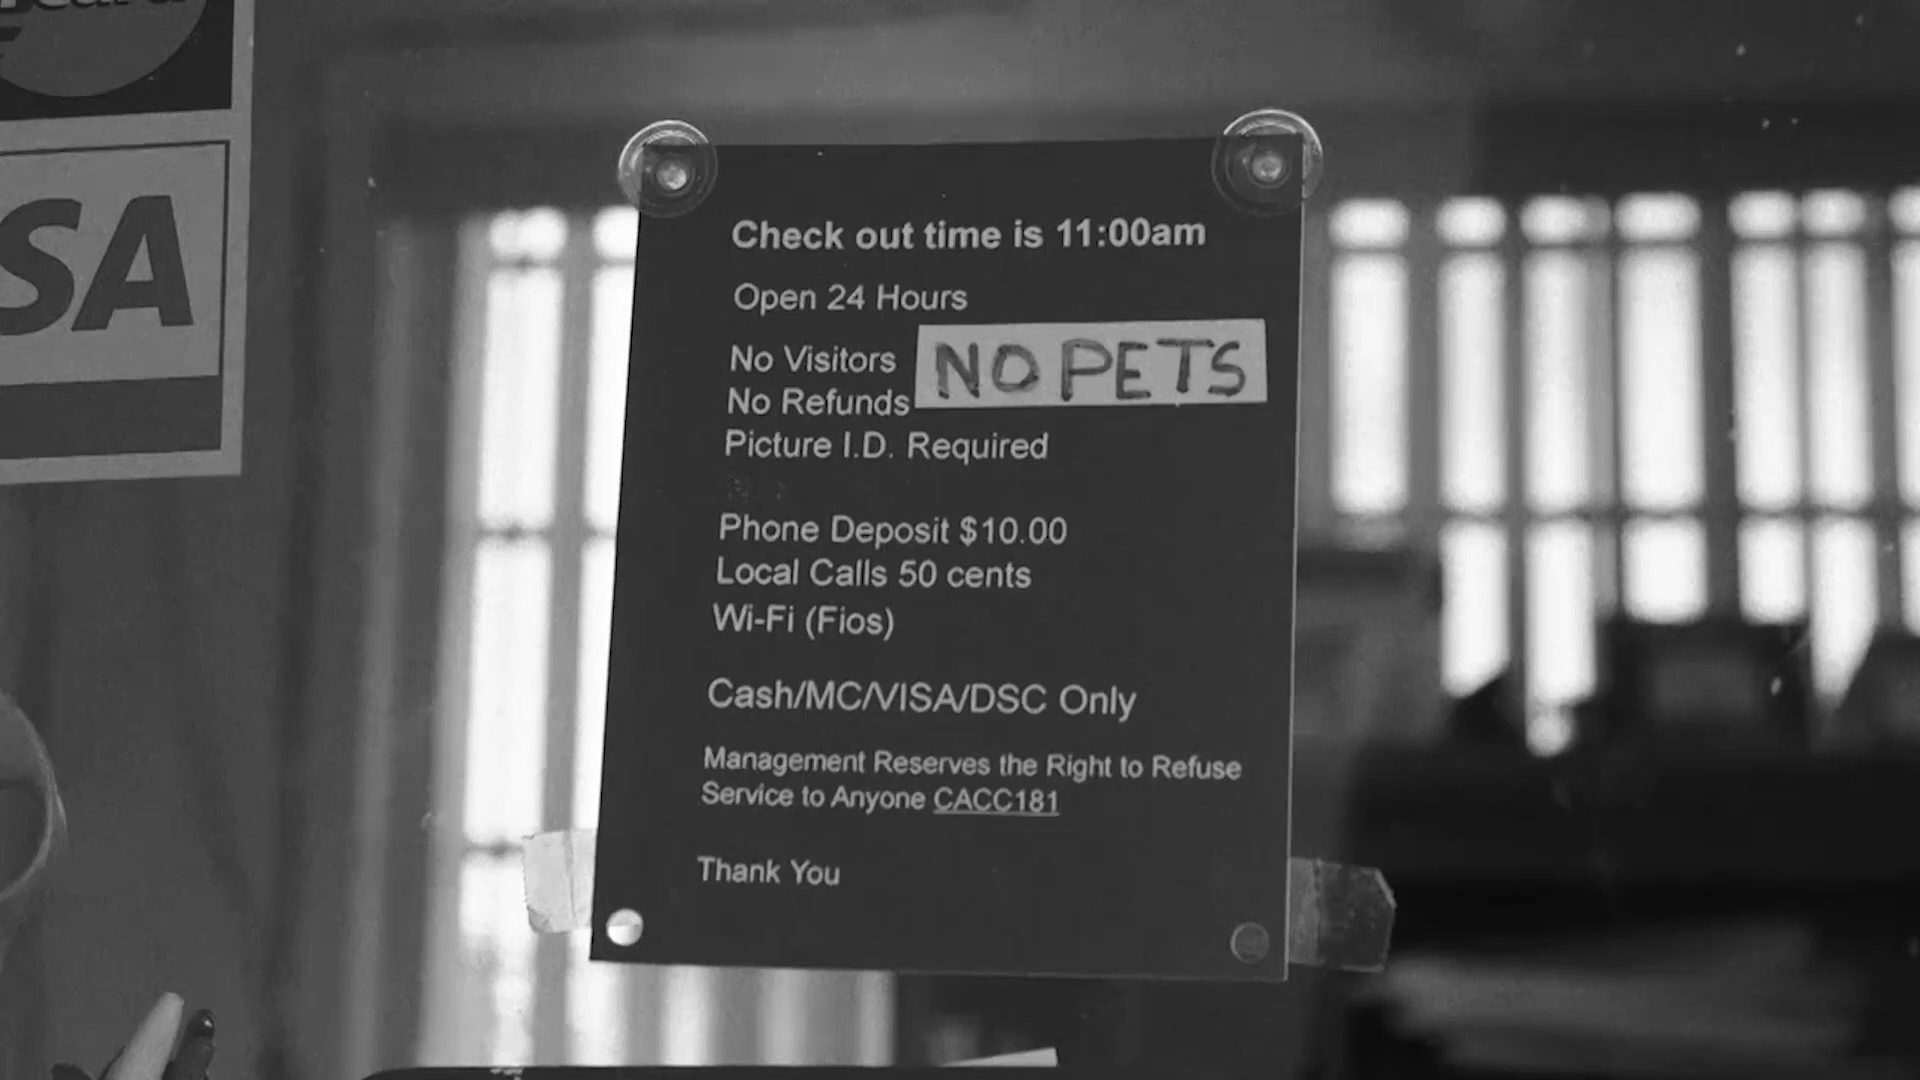 SA
Check out time is 11:00am
Open 24 Hours
No Visitors
NO PETS
No Refunds
Picture I.D. Required
Phone Deposit $10.00
Local Calls 50 cents
Wi-Fi (Fios)
Cash/MC/VISA/DSC Only
Management Reserves the Right to Refuse
Service to Anyone CACC181
Thank You